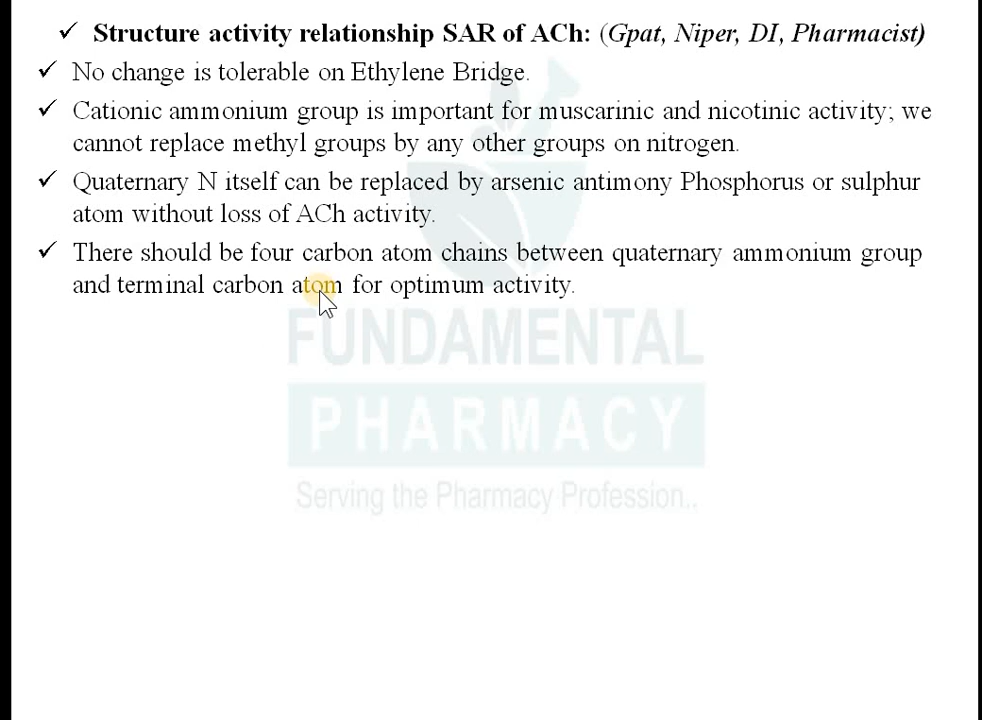 ✓ Structure activity relationship SAR of ACh: (Gpat, Niper, DI, Pharmacist)
✓ No change is tolerable on Ethylene Bridge.
✓ Cationic ammonium group is important for muscarinic and nicotinic activity; we
cannot replace methyl groups by any other groups on nitrogen.
✓ Quaternary N itself can be replaced by arsenic antimony Phosphorus or sulphur
atom without loss of ACh activity.
✓ There should be four carbon atom chains between quaternary ammonium group
and terminal carbon atom for optimum activity.
FUNDAMENTAL
PHARMACY
Serving the Pharmacy Profession..